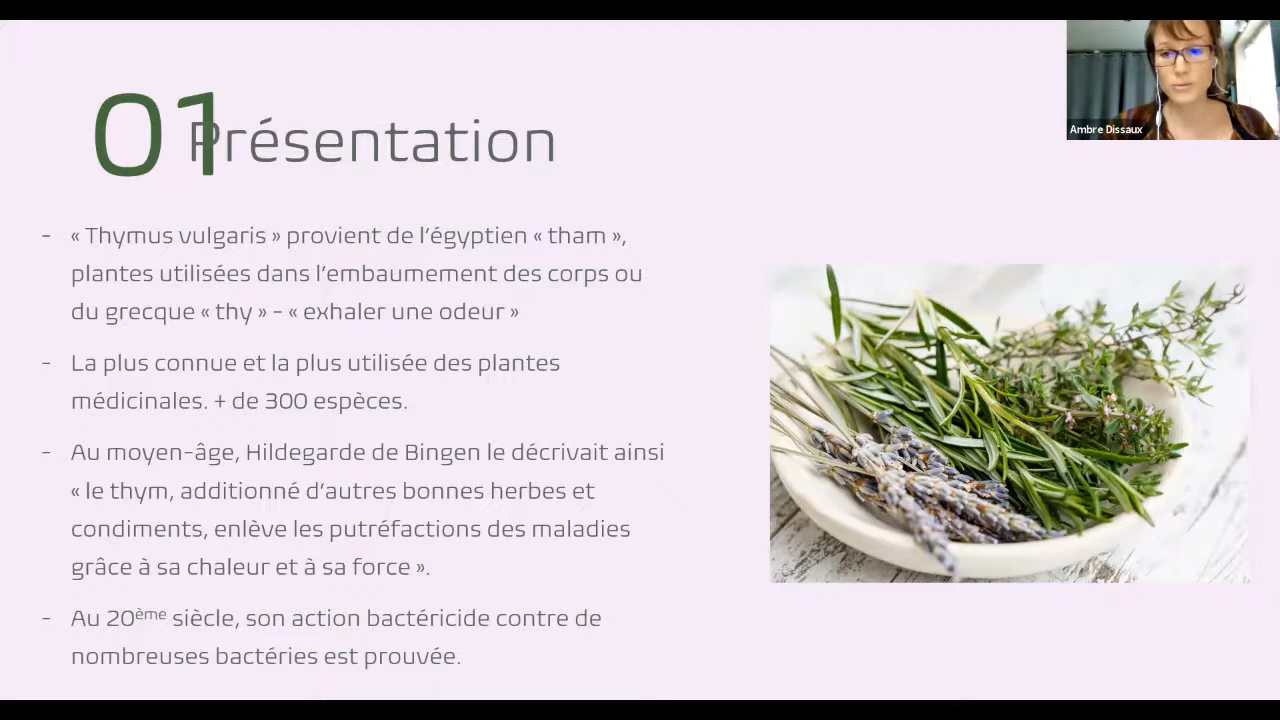 01 Présentation
Ambre Dissaux
- « Thymus vulgaris » provient de l'égyptien « tham »,
plantes utilisées dans l'embaumement des corps ou
du grecque « thy » - « exhaler une odeur »
- La plus connue et la plus utilisée des plantes
médicinales. + de 300 espèces.
- Au moyen-âge, Hildegarde de Bingen le décrivait ainsi
« le thym, additionné d'autres bonnes herbes et
condiments, enlève les putréfactions des maladies
grâce à sa chaleur et à sa force ».
- Au 20ème siècle, son action bactéricide contre de
nombreuses bactéries est prouvée.